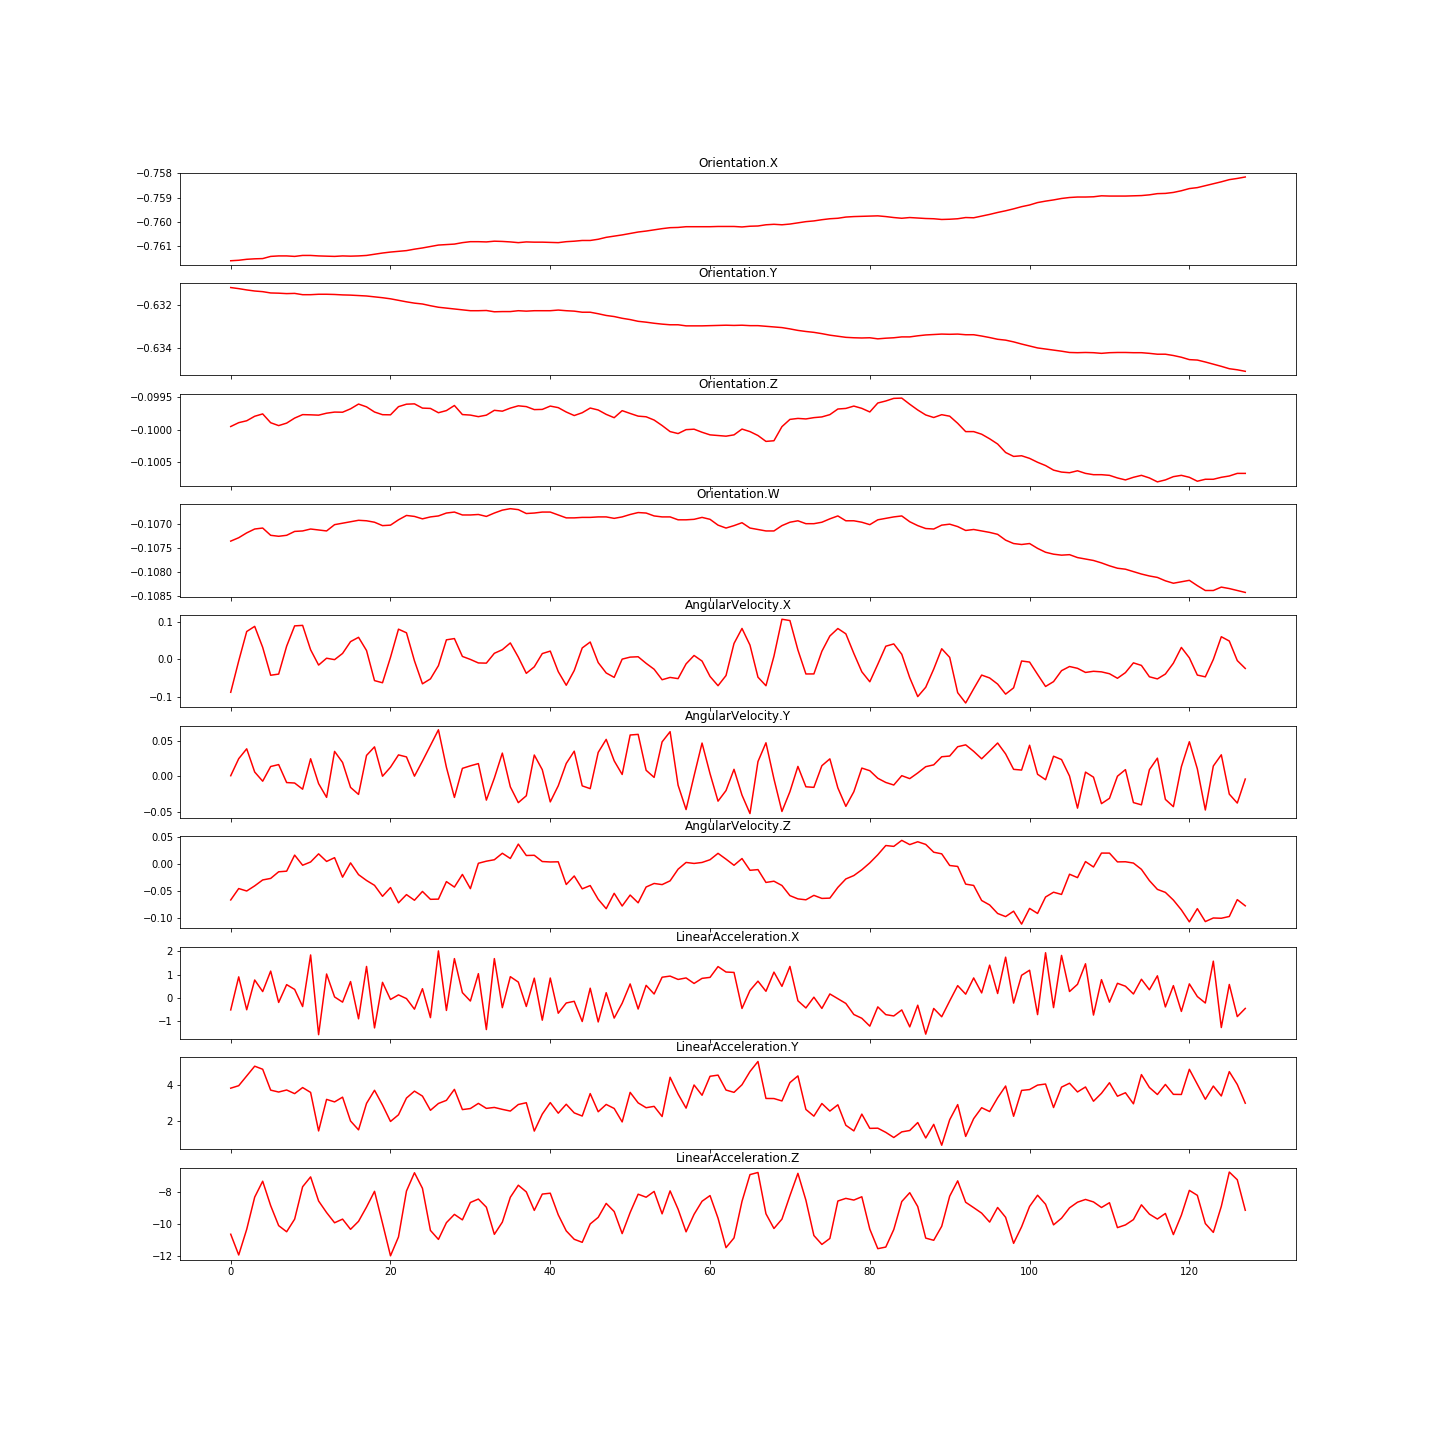 Orientation.X
−0.758
−0.759
−0.760
−0.761
Orientation.Y
−0.632
−0.634
Orientation.Z
−0.0995
−0.1000
−0.1005
Orientation.W
−0.1070
−0.1075
−0.1080
−0.1085
AngularVelocity.X
0.1
0.0
−0.1
AngularVelocity.Y
0.05
0.00
−0.05
AngularVelocity.Z
0.05
0.00
−0.05
−0.10
LinearAcceleration.X
2
1
0
−1
LinearAcceleration.Y
4
2
LinearAcceleration.Z
−8
−10
−12
0 20 40 60 80 100 120